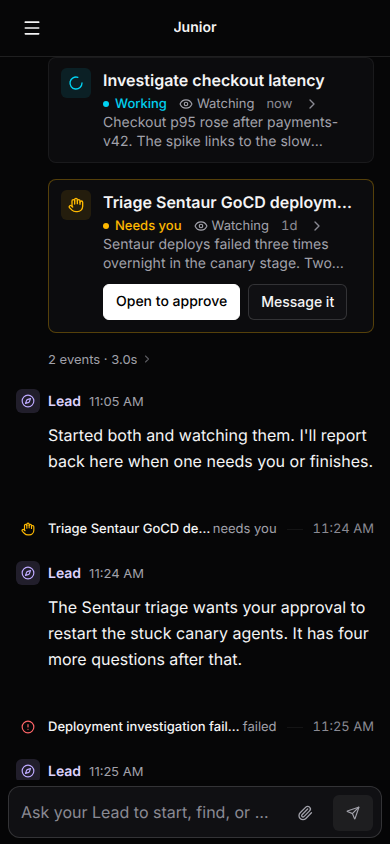 Junior
Investigate checkout latency
Working Watching now
Checkout p95 rose after payments-
v42. The spike links to the slow...
Triage Sentaur GoCD deploym...
Needs you Watching 1d
Sentaur deploys failed three times
overnight in the canary stage. Two...
Open to approve Message it
2 events · 3.0s
Lead 11:05 AM
Started both and watching them. I'll report
back here when one needs you or finishes.
Triage Sentaur GoCD de... needs you 11:24 AM
Lead 11:24 AM
The Sentaur triage wants your approval to
restart the stuck canary agents. It has four
more questions after that.
Deployment investigation fail... failed 11:25 AM
Lead 11:25 AM
Ask your Lead to start, find, or ...